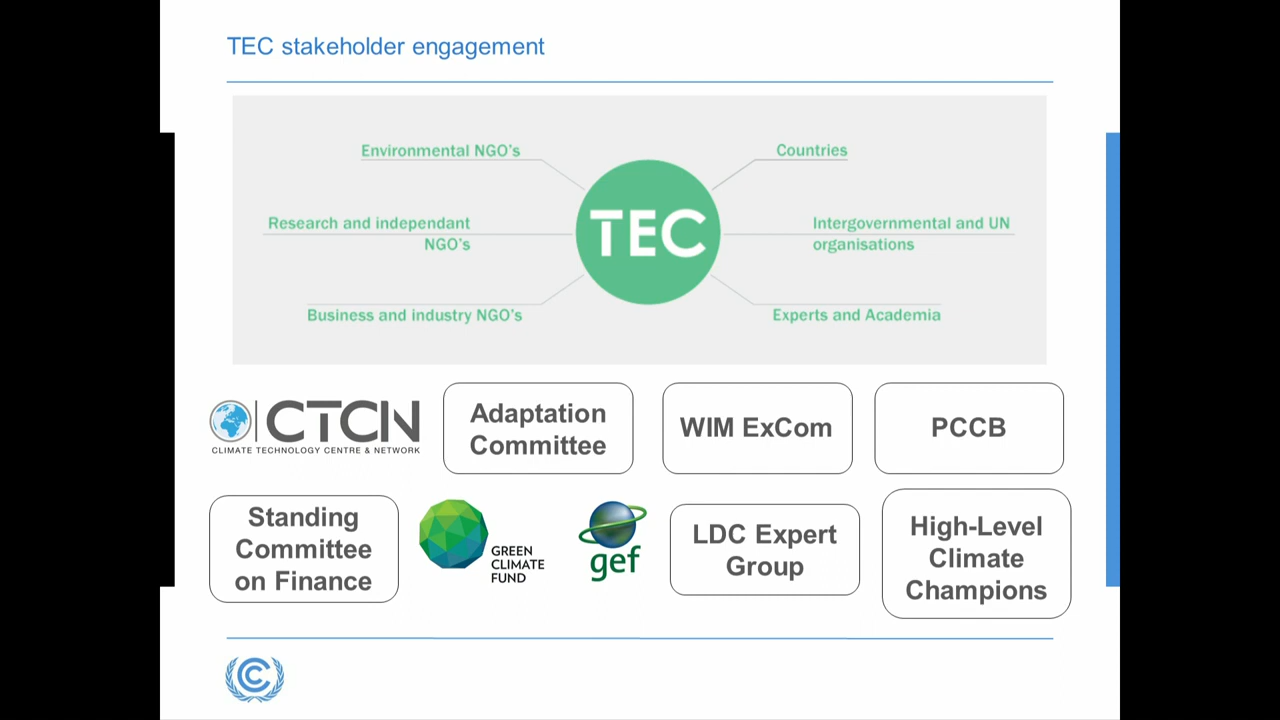 TEC stakeholder engagement
Environmental NGO's
Countries
Research and independant
NGO's
TEC
Intergovernmental and UN
organisations
Business and industry NGO's
Experts and Academia
CTCN
CLIMATE TECHNOLOGY CENTRE & NETWORK
Adaptation
Committee
WIM ExCom
PCCB
Standing
Committee
on Finance
GREEN
CLIMATE
FUND
gef
LDC Expert
Group
High-Level
Climate
Champions